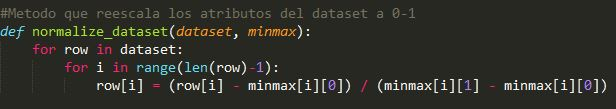 #Metodo que reescala los atributos del dataset a 0-1
def normalize_dataset(dataset, minmax):
    for row in dataset:
        for i in range(len(row)-1):
            row[i] = (row[i] - minmax[i][0]) / (minmax[i][1] - minmax[i][0])